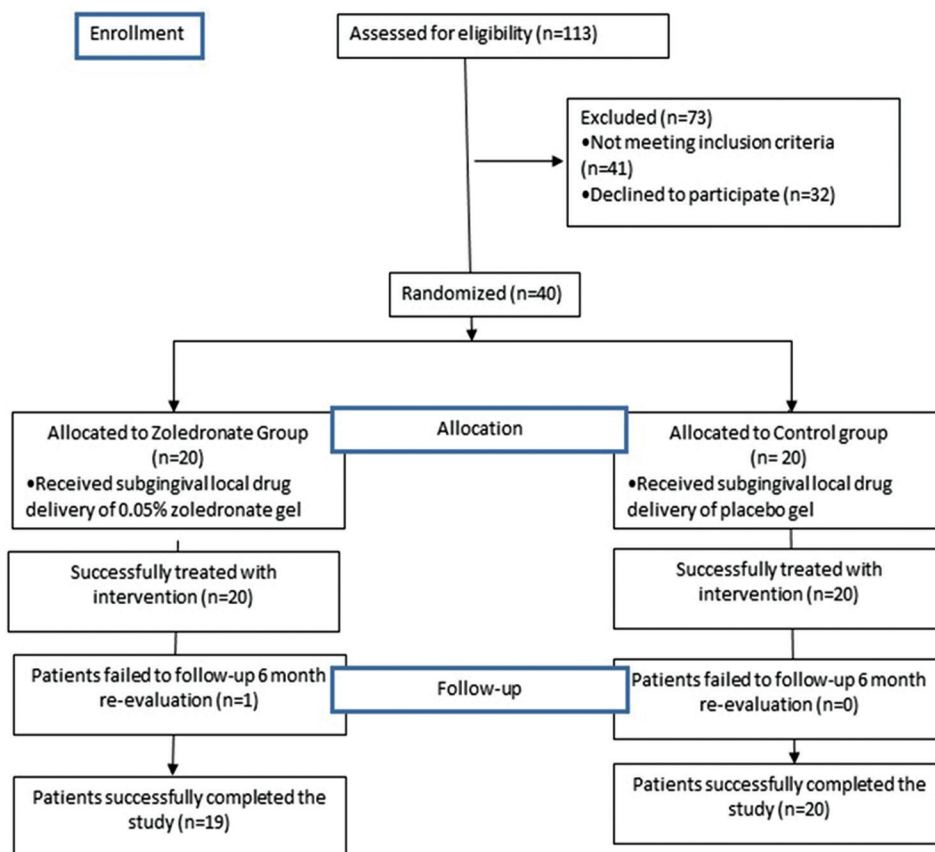 Enrollment
Assessed for eligibility (n=113)
Excluded (n=73)
•Not meeting inclusion criteria
(n=41)
•Declined to participate (n=32)
Randomized (n=40)
Allocated to Zoledronate Group
(n=20)
•Received subgingival local drug
delivery of 0.05% zoledronate gel
Allocation
Allocated to Control group
(n= 20)
•Received subgingival local drug
delivery of placebo gel
Successfully treated with
intervention (n=20)
Successfully treated with
intervention (n=20)
Patients failed to follow-up 6 month
re-evaluation (n=1)
Follow-up
Patients failed to follow-up 6 month
re-evaluation (n=0)
Patients successfully completed the
study (n=19)
Patients successfully completed the
study (n=20)